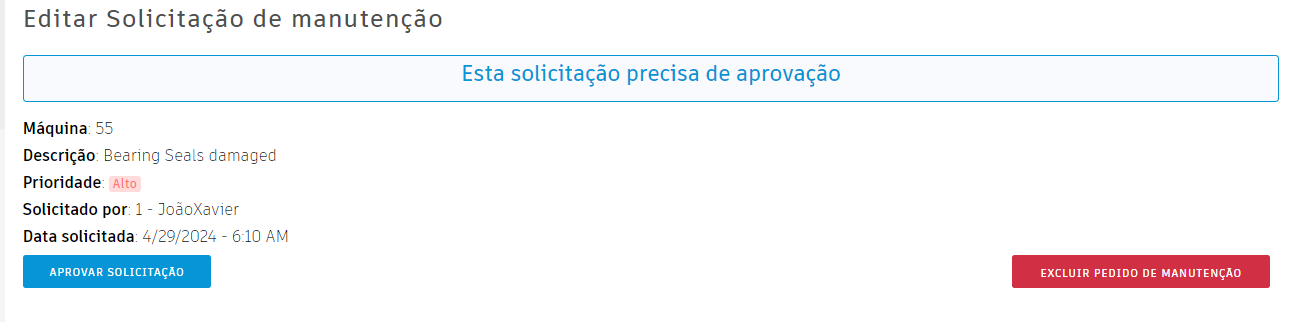 Editar Solicitação de manutenção
Esta solicitação precisa de aprovação
Máquina: 55
Descrição: Bearing Seals damaged
Prioridade: Alto
Solicitado por: 1 - JoãoXavier
Data solicitada: 4/29/2024 - 6:10 AM
APROVAR SOLICITAÇÃO
EXCLUIR PEDIDO DE MANUTENÇÃO